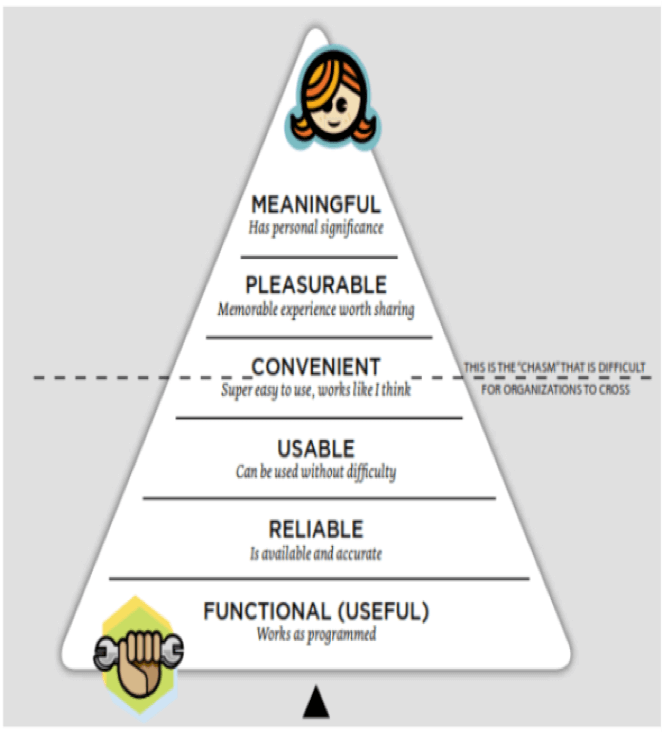 MEANINGFUL
Has personal significance
PLEASURABLE
Memorable experience worth sharing
CONVENIENT
Super easy to use, works like I think
THIS IS THE "CHASM" THAT IS DIFFICULT
FOR ORGANIZATIONS TO CROSS
USABLE
Can be used without difficulty
RELIABLE
Is available and accurate
FUNCTIONAL (USEFUL)
Works as programmed